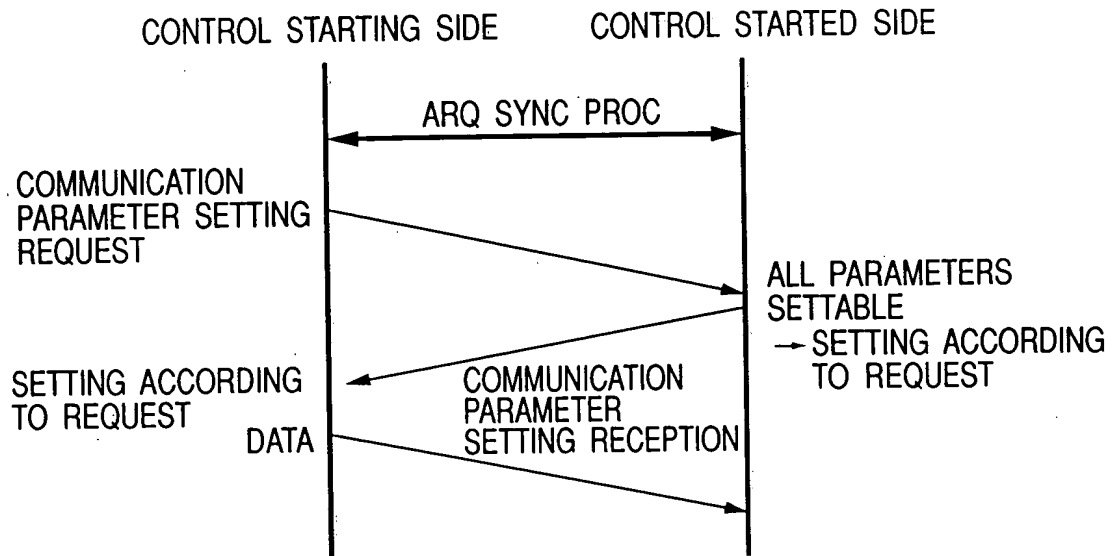 CONTROL STARTING SIDE
CONTROL STARTED SIDE
ARQ SYNC PROC
COMMUNICATION
PARAMETER SETTING
REQUEST
ALL PARAMETERS
SETTABLE
→ SETTING ACCORDING
TO REQUEST
SETTING ACCORDING
TO REQUEST
COMMUNICATION
PARAMETER
SETTING RECEPTION
DATA